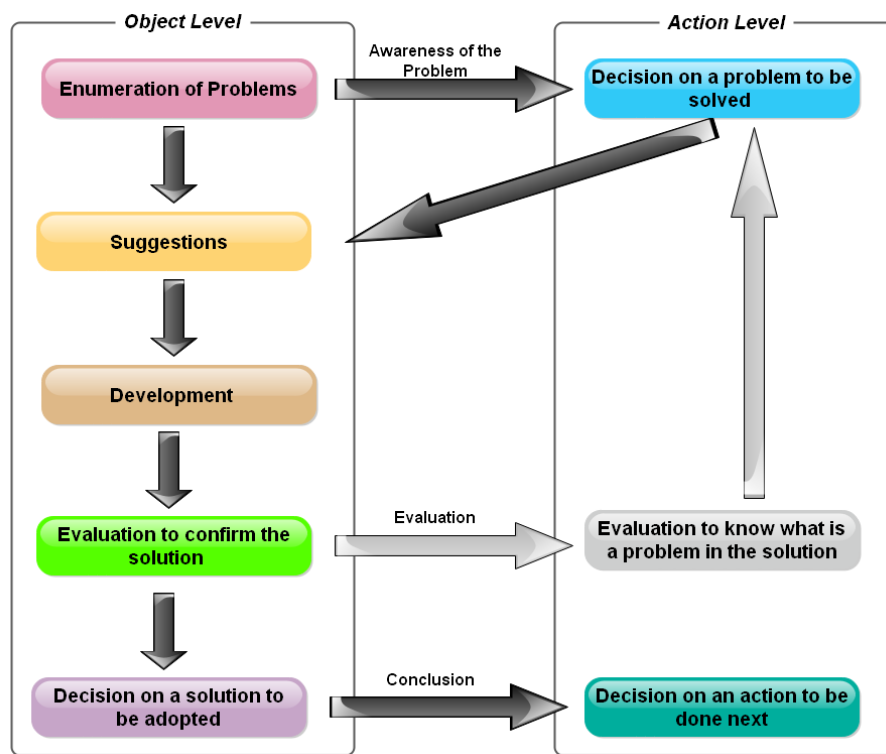 Object Level
Action Level
Awareness of the
Problem
Enumeration of Problems
Decision on a problem to be
solved
Suggestions
Development
Evaluation to confirm the
solution
Evaluation
Evaluation to know what is
a problem in the solution
Decision on a solution to
be adopted
Conclusion
Decision on an action to be
done next